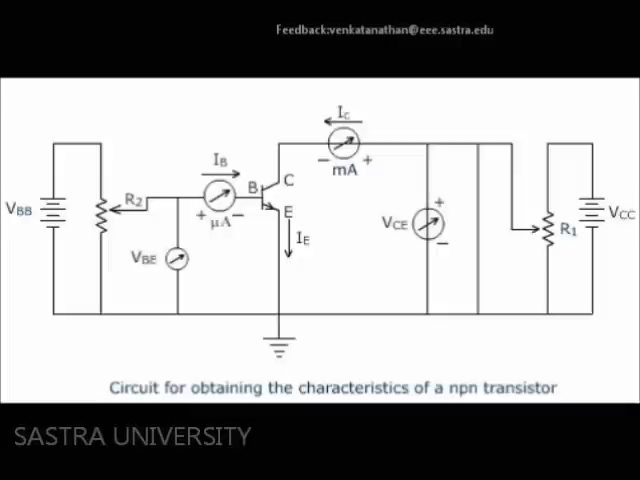 Feedback:venkatanathan@eee.sastra.edu
IC
− mA +
IB
B
C
VBB
R2
+ μA −
E
IE
VBE
VCE
+
−
R1
VCC
Circuit for obtaining the characteristics of a npn transistor
SASTRA UNIVERSITY